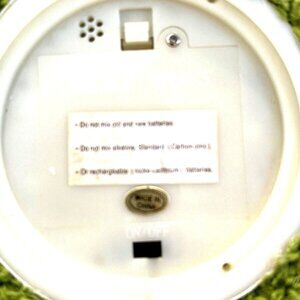 - Do not mix old and new batteries.
- Do not mix alkaline, Standard (carbon-zinc),
- Or rechargeable (nickel-cadmium) batteries.
MADE IN
CHINA
ON/OFF